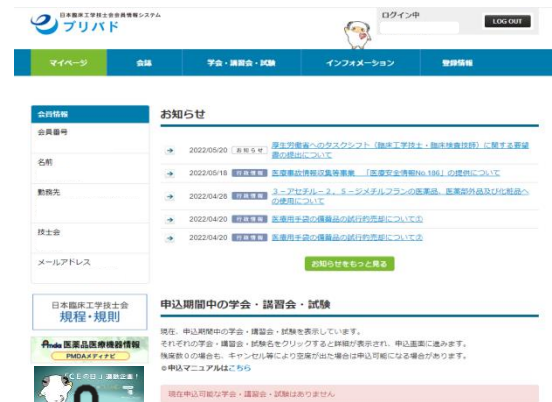 日本臨床工学技士会会員情報システム
プリバド
ログイン中
LOG OUT
マイページ
会誌
学会・講習会・試験
インフォメーション
登録情報
会員情報
会員番号
名前
勤務先
技士会
メールアドレス
お知らせ
2022/05/20 お知らせ 厚生労働省へのタスクシフト（臨床工学技士・臨床検査技師）に関する要望
書の提出について
2022/05/18 行政情報 医療事故情報収集等事業 「医療安全情報No.186」の提供について
2022/04/28 行政情報 3－アセチル－2，5－ジメチルフランの医薬品、医薬部外品及び化粧品へ
の使用について
2022/04/20 行政情報 医療用手袋の備蓄品の試行的売却について①
2022/04/20 行政情報 医療用手袋の備蓄品の試行的売却について②
お知らせをもっと見る
日本臨床工学技士会
規程・規則
Pmda 医薬品医療機器情報
PMDAメディナビ
「CEの日」
申込期間中の学会・講習会・試験
現在、申込期間中の学会・講習会・試験を表示しています。
それぞれの学会・講習会・試験名をクリックすると詳細が表示され、申込画面に進みます。
残席数０の場合も、キャンセル等により空席が出た場合は申込可能になる場合があります。
申込マニュアルはこちら
現在申込可能な学会・講習会・試験はありません